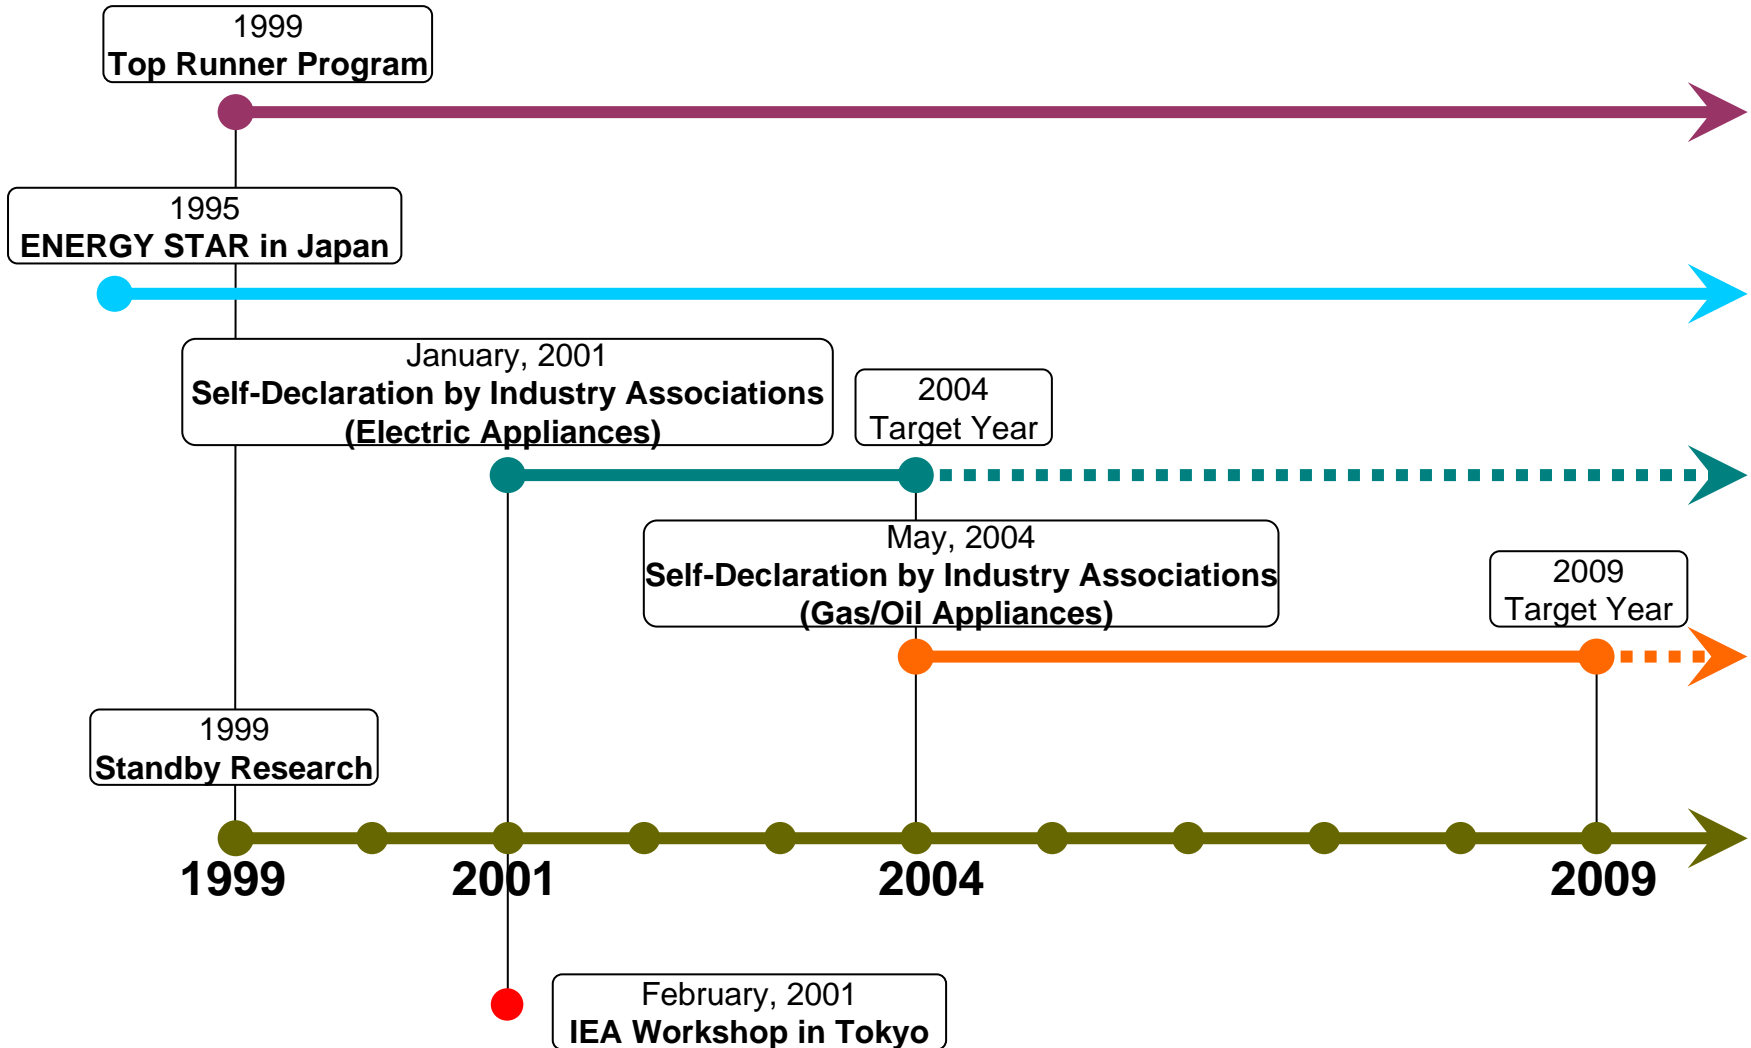 1999
Top Runner Program
1995
ENERGY STAR in Japan
January, 2001
Self-Declaration by Industry Associations
(Electric Appliances)
2004
Target Year
May, 2004
Self-Declaration by Industry Associations
(Gas/Oil Appliances)
2009
Target Year
1999
Standby Research
1999
2001
2004
2009
February, 2001
IEA Workshop in Tokyo